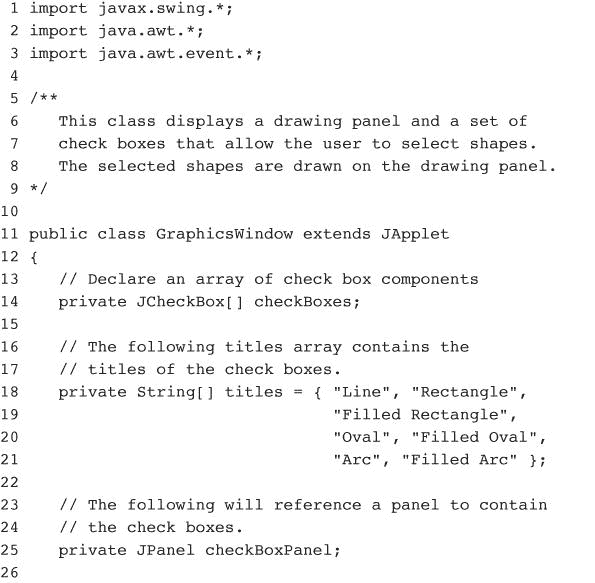 1 import javax.swing.*;
2 import java.awt.*;
3 import java.awt.event.*;
4
5 /**
6    This class displays a drawing panel and a set of
7    check boxes that allow the user to select shapes.
8    The selected shapes are drawn on the drawing panel.
9 */
10
11 public class GraphicsWindow extends JApplet
12 {
13    // Declare an array of check box components
14    private JCheckBox[] checkBoxes;
15
16    // The following titles array contains the
17    // titles of the check boxes.
18    private String[] titles = { "Line", "Rectangle",
19                                "Filled Rectangle",
20                                "Oval", "Filled Oval",
21                                "Arc", "Filled Arc" };
22
23    // The following will reference a panel to contain
24    // the check boxes.
25    private JPanel checkBoxPanel;
26